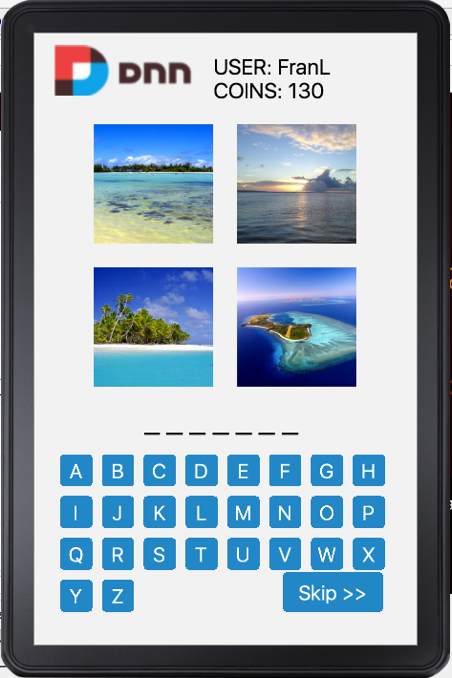 DNN
USER: FranL
COINS: 130
_ _ _ _ _ _ _
A B C D E F G H
I J K L M N O P
Q R S T U V W X
Y Z Skip >>